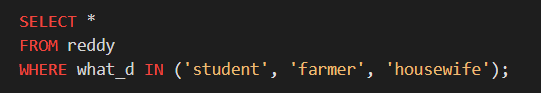 SELECT *
FROM reddy
WHERE what_d IN ('student', 'farmer', 'housewife');